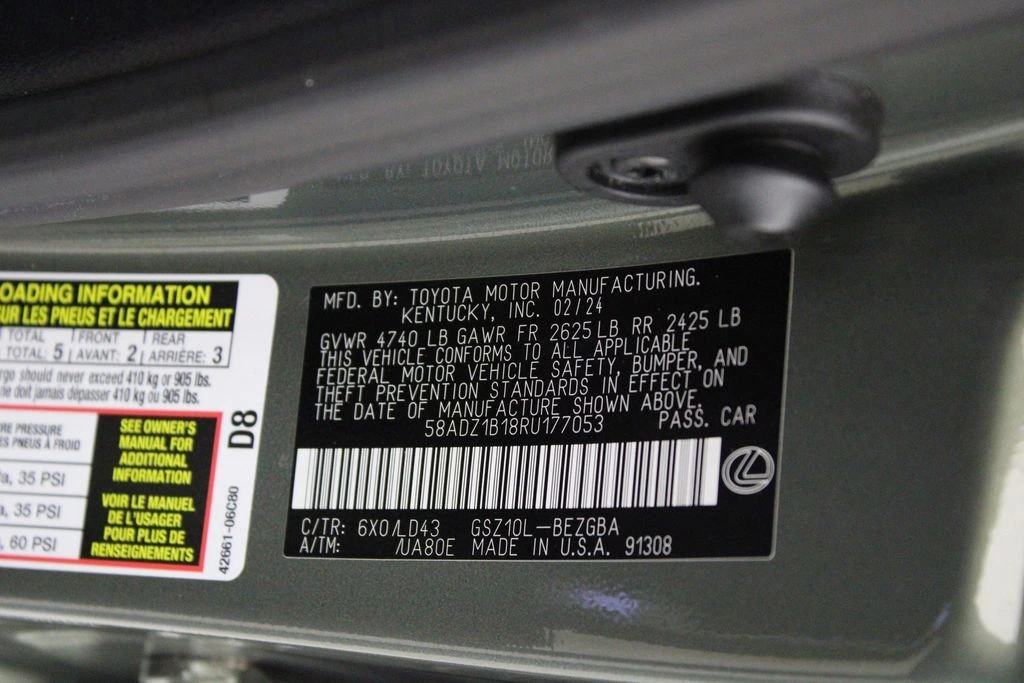 OADING INFORMATION
SUR LES PNEUS ET LE CHARGEMENT
TOTAL FRONT REAR
TOTAL: 5 AVANT: 2 ARRIÈRE: 3
should never exceed 410 kg or 905 lbs.
ne doit jamais dépasser 410 kg ou 905 lbs.
RE PRESSURE
ES PNEUS À FROID
35 PSI
35 PSI
60 PSI
SEE OWNER'S
MANUAL FOR
ADDITIONAL
INFORMATION
VOIR LE MANUEL
DE L'USAGER
POUR PLUS DE
RENSEIGNEMENTS
D8
42661-06C80
MFD. BY: TOYOTA MOTOR MANUFACTURING.
KENTUCKY, INC. 02/24
GVWR 4740 LB GAWR FR 2625 LB RR 2425 LB
THIS VEHICLE CONFORMS TO ALL APPLICABLE
FEDERAL MOTOR VEHICLE SAFETY, BUMPER, AND
THEFT PREVENTION STANDARDS IN EFFECT ON
THE DATE OF MANUFACTURE SHOWN ABOVE.
58ADZ1B18RU177053 PASS. CAR
C/TR: 6X0/LD43 GSZ10L-BEZGBA
A/TM: /UA80E MADE IN U.S.A. 91308